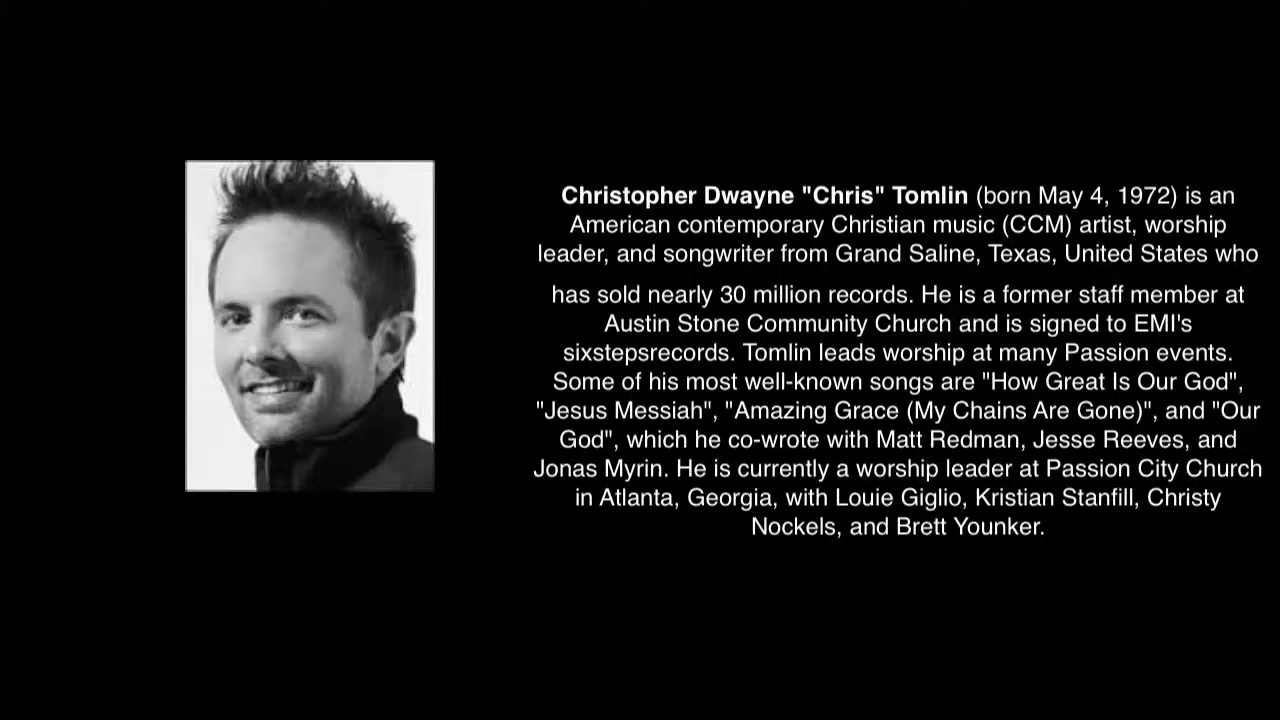 Christopher Dwayne "Chris" Tomlin (born May 4, 1972) is an
American contemporary Christian music (CCM) artist, worship
leader, and songwriter from Grand Saline, Texas, United States who
has sold nearly 30 million records. He is a former staff member at
Austin Stone Community Church and is signed to EMI's
sixstepsrecords. Tomlin leads worship at many Passion events.
Some of his most well-known songs are "How Great Is Our God",
"Jesus Messiah", "Amazing Grace (My Chains Are Gone)", and "Our
God", which he co-wrote with Matt Redman, Jesse Reeves, and
Jonas Myrin. He is currently a worship leader at Passion City Church
in Atlanta, Georgia, with Louie Giglio, Kristian Stanfill, Christy
Nockels, and Brett Younker.